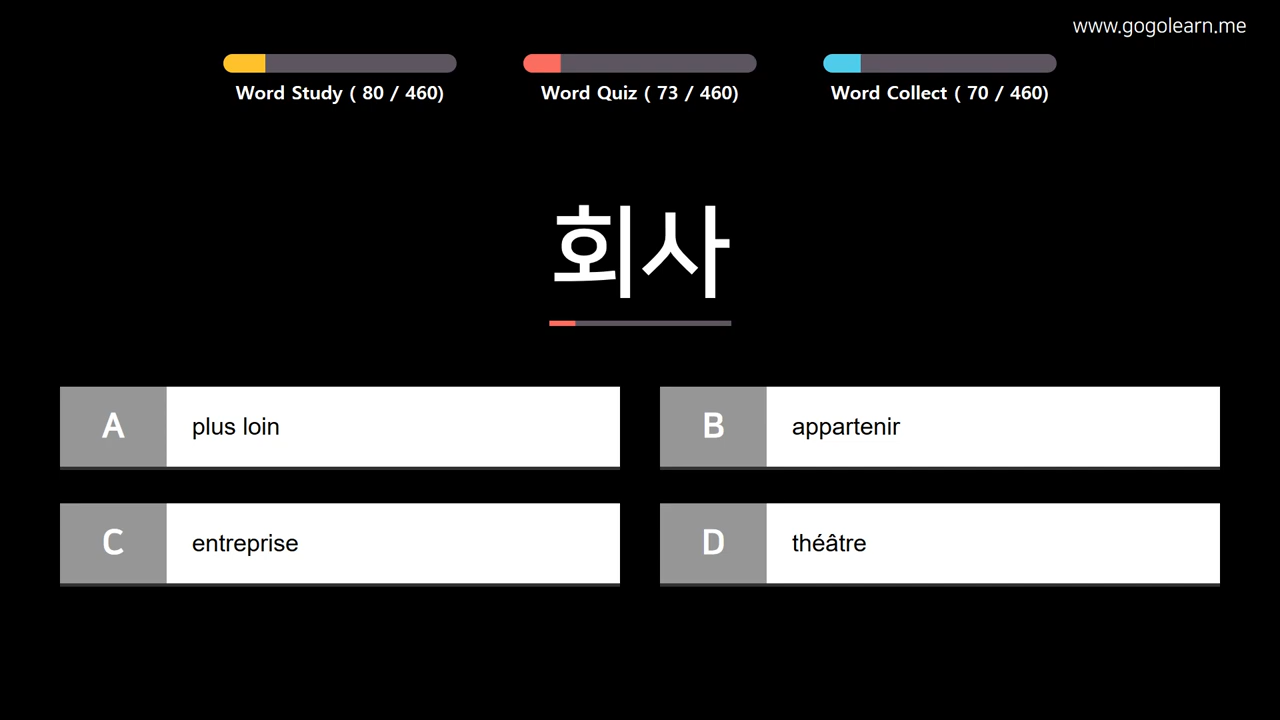 www.gogolearn.me
Word Study ( 80 / 460)
Word Quiz ( 73 / 460)
Word Collect ( 70 / 460)
회사
A plus loin
B appartenir
C entreprise
D théâtre